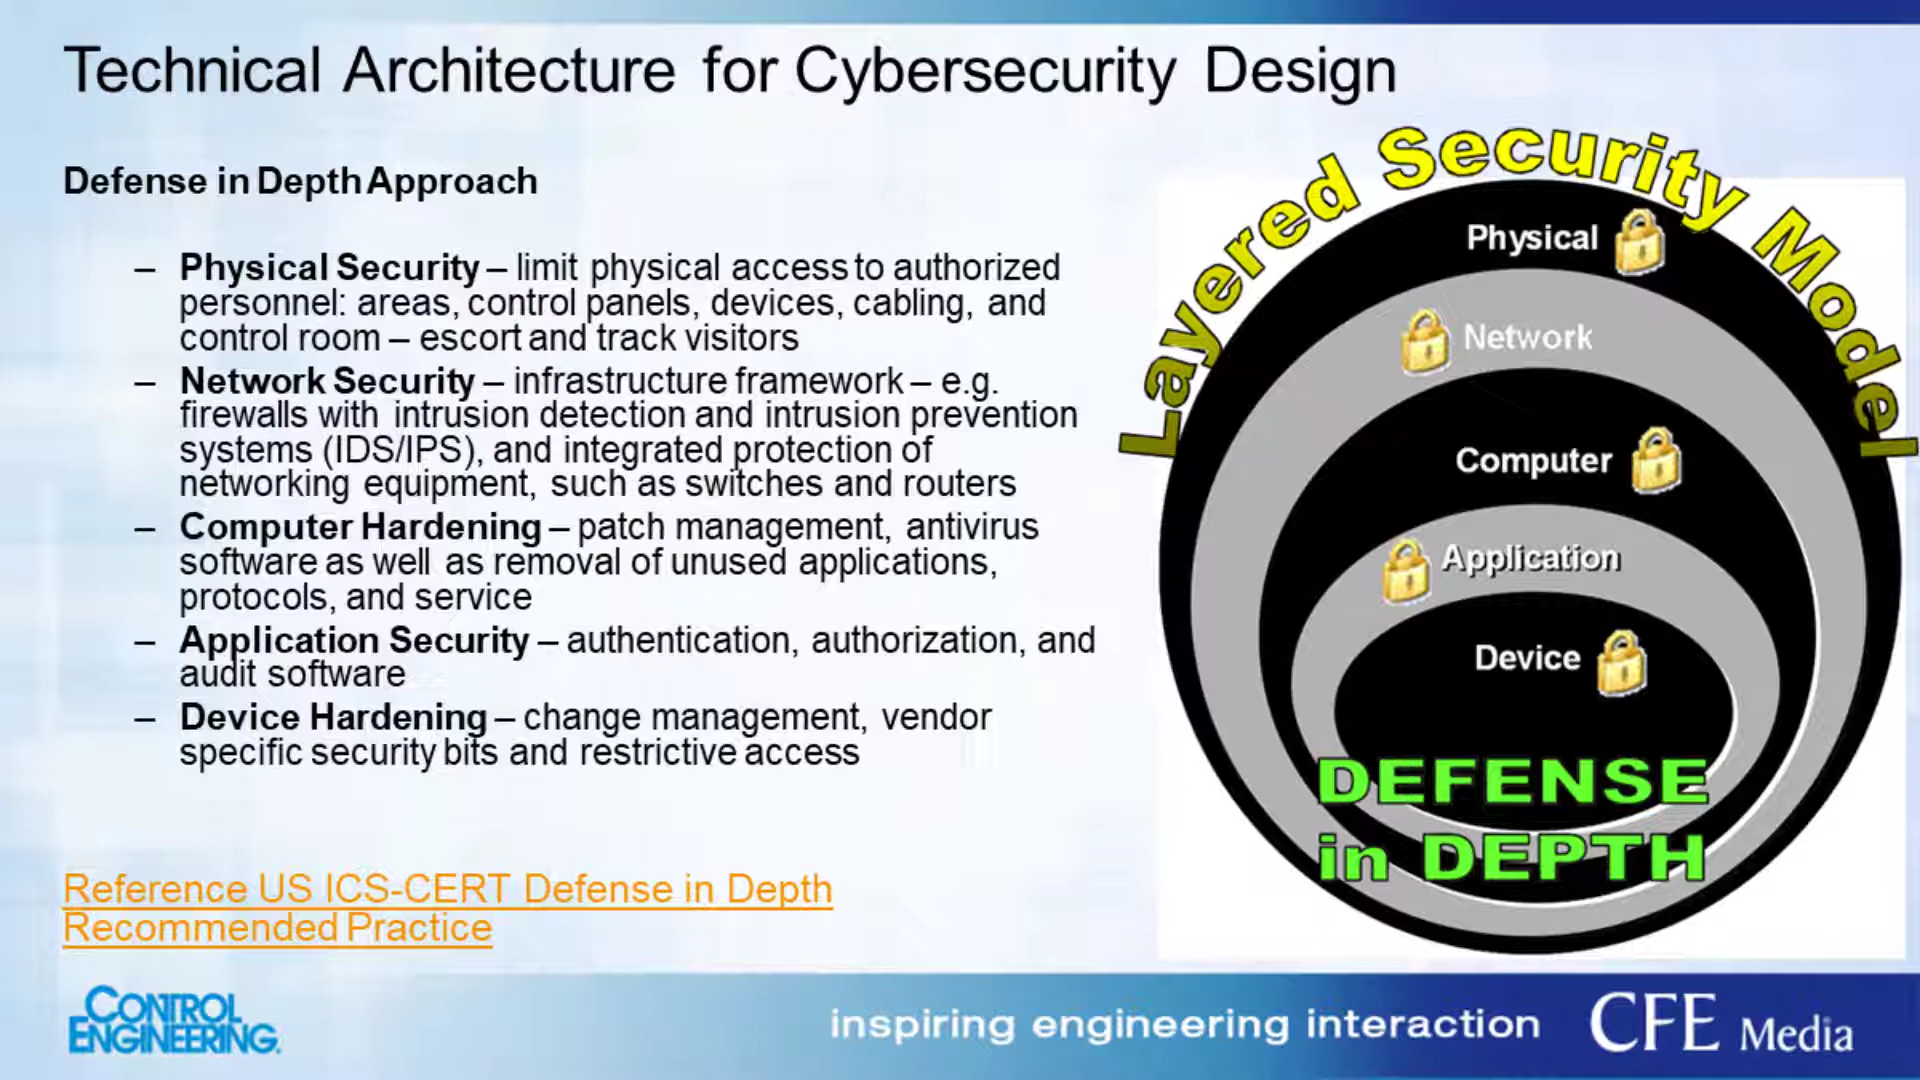 Technical Architecture for Cybersecurity Design
Defense in Depth Approach
– Physical Security – limit physical access to authorized
personnel: areas, control panels, devices, cabling, and
control room – escort and track visitors
– Network Security – infrastructure framework – e.g.
firewalls with intrusion detection and intrusion prevention
systems (IDS/IPS), and integrated protection of
networking equipment, such as switches and routers
– Computer Hardening – patch management, antivirus
software as well as removal of unused applications,
protocols, and service
– Application Security – authentication, authorization, and
audit software
– Device Hardening – change management, vendor
specific security bits and restrictive access
Reference US ICS-CERT Defense in Depth
Recommended Practice
Layered Security Model
Physical
Network
Computer
Application
Device
DEFENSE
in DEPTH
CONTROL
ENGINEERING.
inspiring engineering interaction
CFE Media